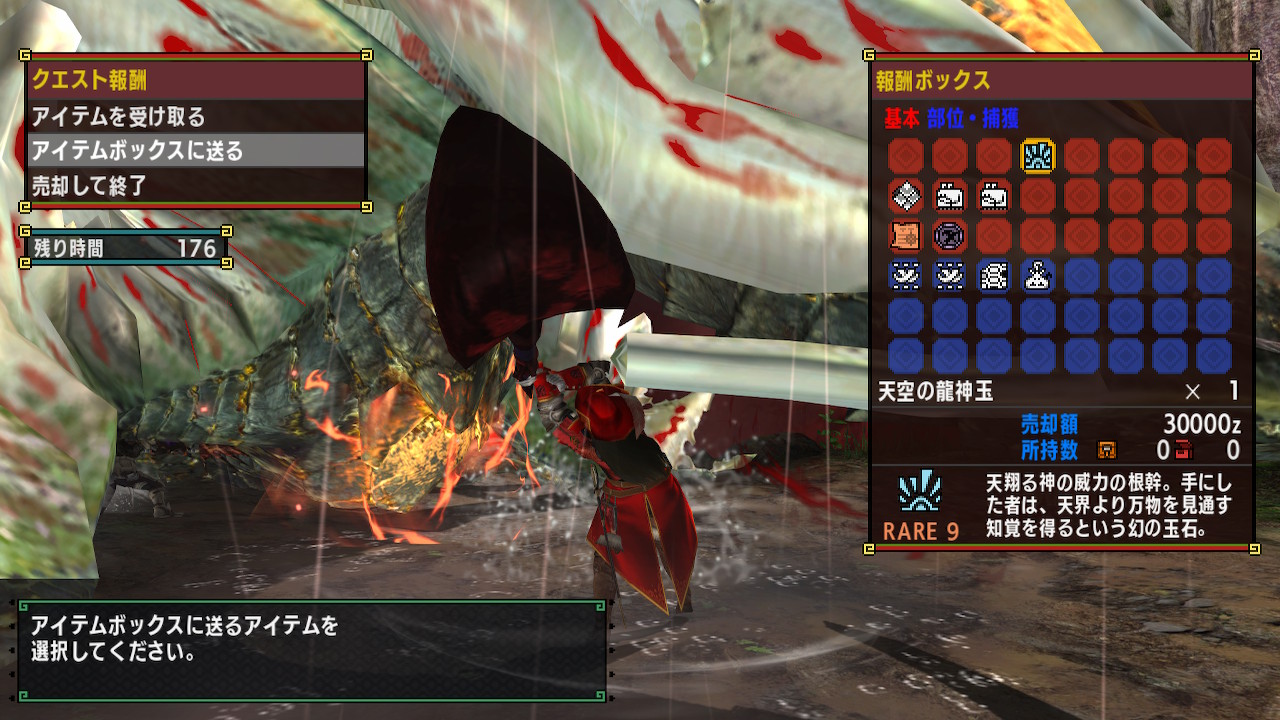 クエスト報酬
アイテムを受け取る
アイテムボックスに送る
売却して終了
残り時間 176
報酬ボックス
基本 部位・捕獲
天空の龍神玉 × 1
売却額 30000z
所持数 0 0
天翔る神の威力の根幹。手にし
た者は、天界より万物を見通す
知覚を得るという幻の玉石。
RARE 9
アイテムボックスに送るアイテムを
選択してください。